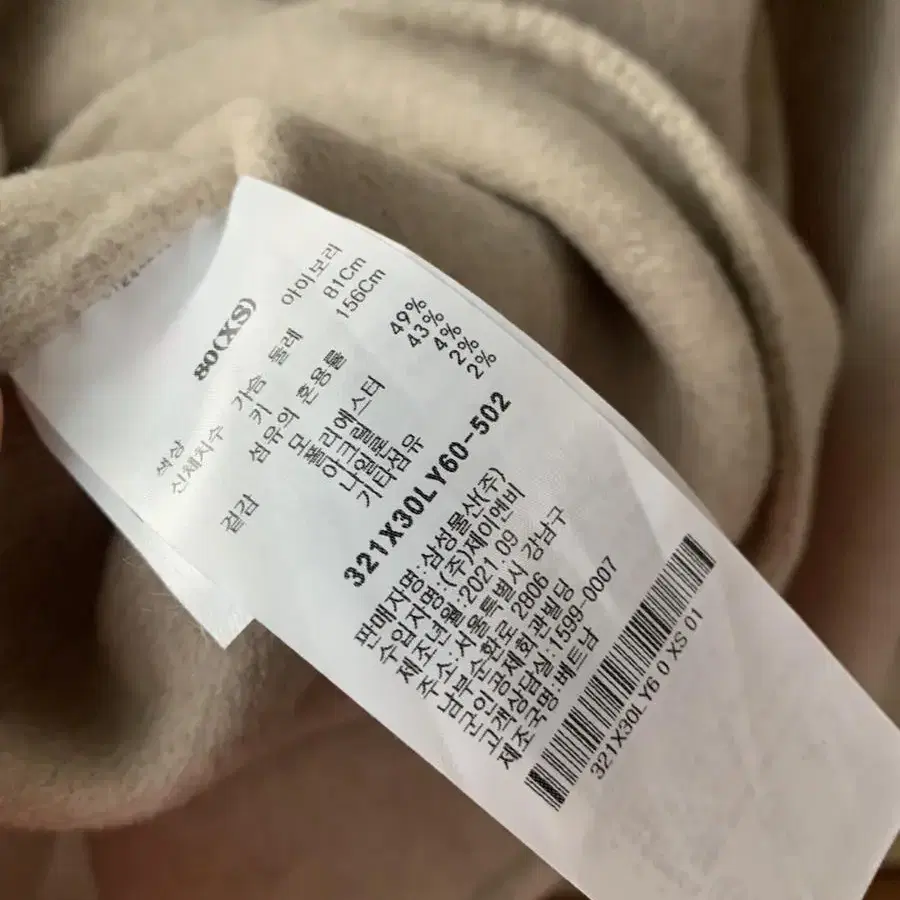 80(XS)
색상 아이보리
신체치수 가슴 둘레 81Cm
키 156Cm
섬유의 혼용률
겉감 모 49%
폴리에스터 43%
아크릴 4%
나일론 2%
기타섬유 2%
321X30LY60-502
판매자명:삼성물산(주)
수입자명:(주)제이앤비
제조년월:2021.09
주소:서울특별시 강남구
남부순환로 2806
군인공제회관빌딩
고객상담실:1599-0007
제조국명:베트남
321X30LY6 0 XS 01